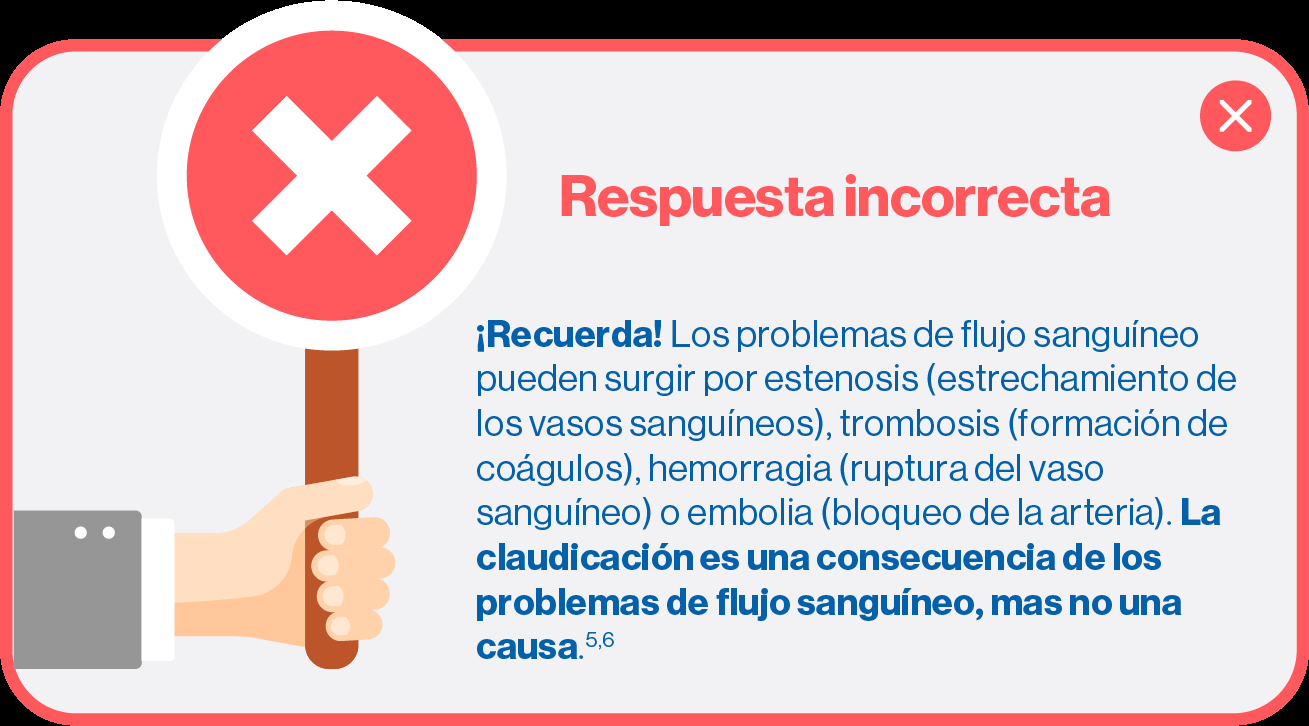 Respuesta incorrecta
¡Recuerda! Los problemas de flujo sanguíneo
pueden surgir por estenosis (estrechamiento de
los vasos sanguíneos), trombosis (formación de
coágulos), hemorragia (ruptura del vaso
sanguíneo) o embolia (bloqueo de la arteria). La
claudicación es una consecuencia de los
problemas de flujo sanguíneo, mas no una
causa.5,6